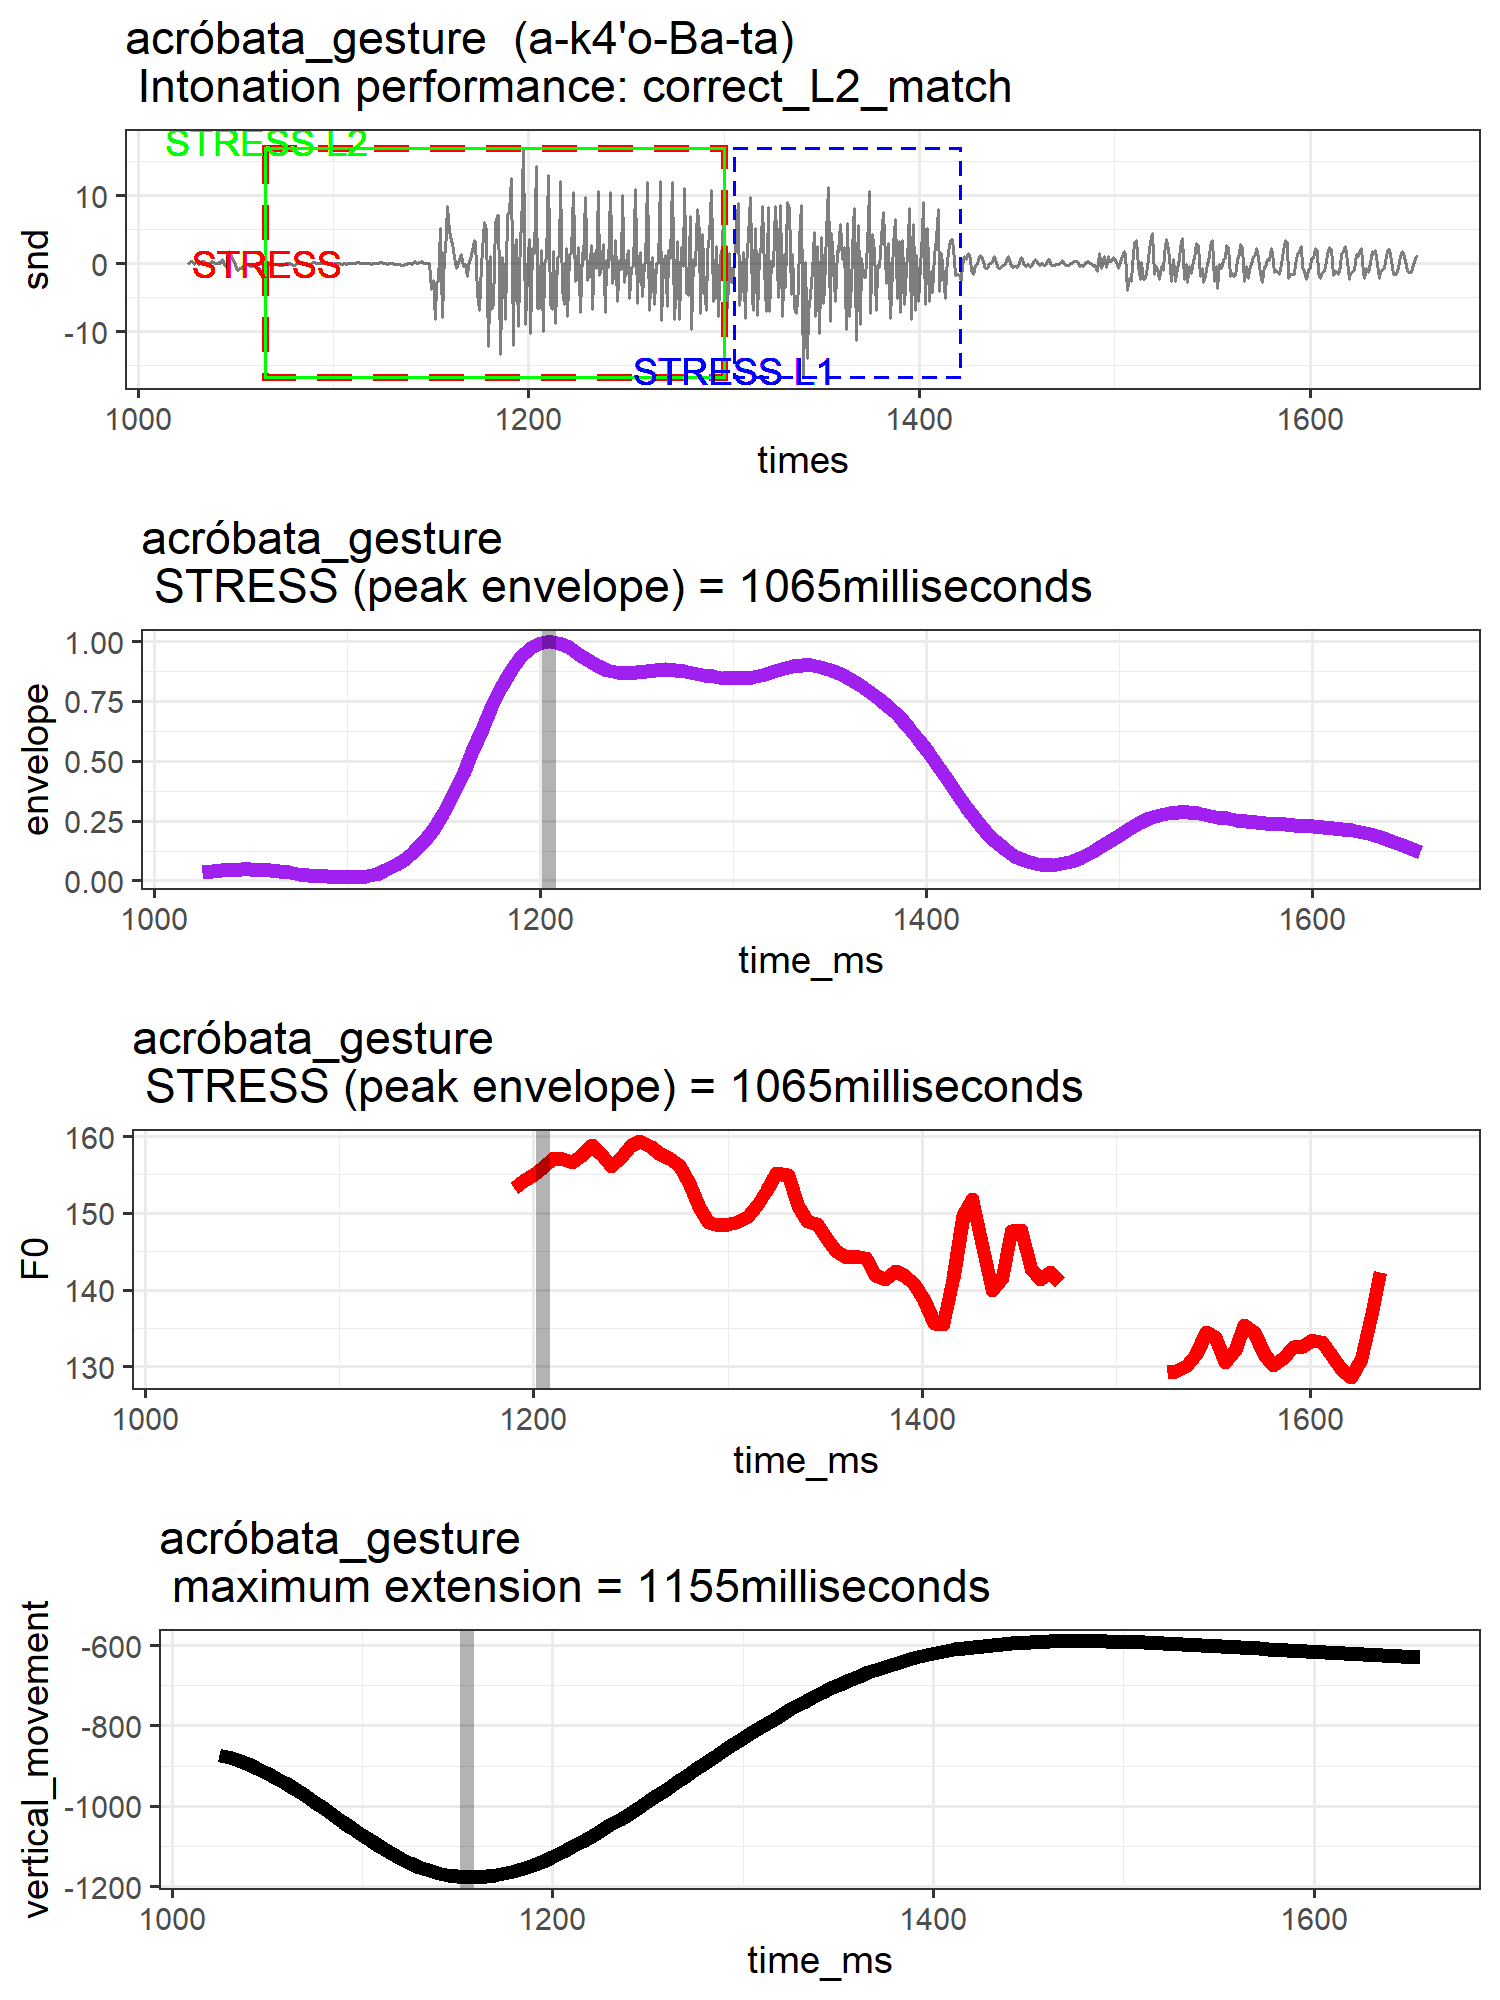 acróbata_gesture  (a-k4'o-Ba-ta)
Intonation performance: correct_L2_match
STRESS L2
STRESS
STRESS L1
snd
10
0
-10
1000 1200 1400 1600
times
acróbata_gesture
STRESS (peak envelope) = 1065milliseconds
envelope
1.00
0.75
0.50
0.25
0.00
1000 1200 1400 1600
time_ms
acróbata_gesture
STRESS (peak envelope) = 1065milliseconds
F0
160
150
140
130
1000 1200 1400 1600
time_ms
acróbata_gesture
maximum extension = 1155milliseconds
vertical_movement
-600
-800
-1000
-1200
1000 1200 1400 1600
time_ms